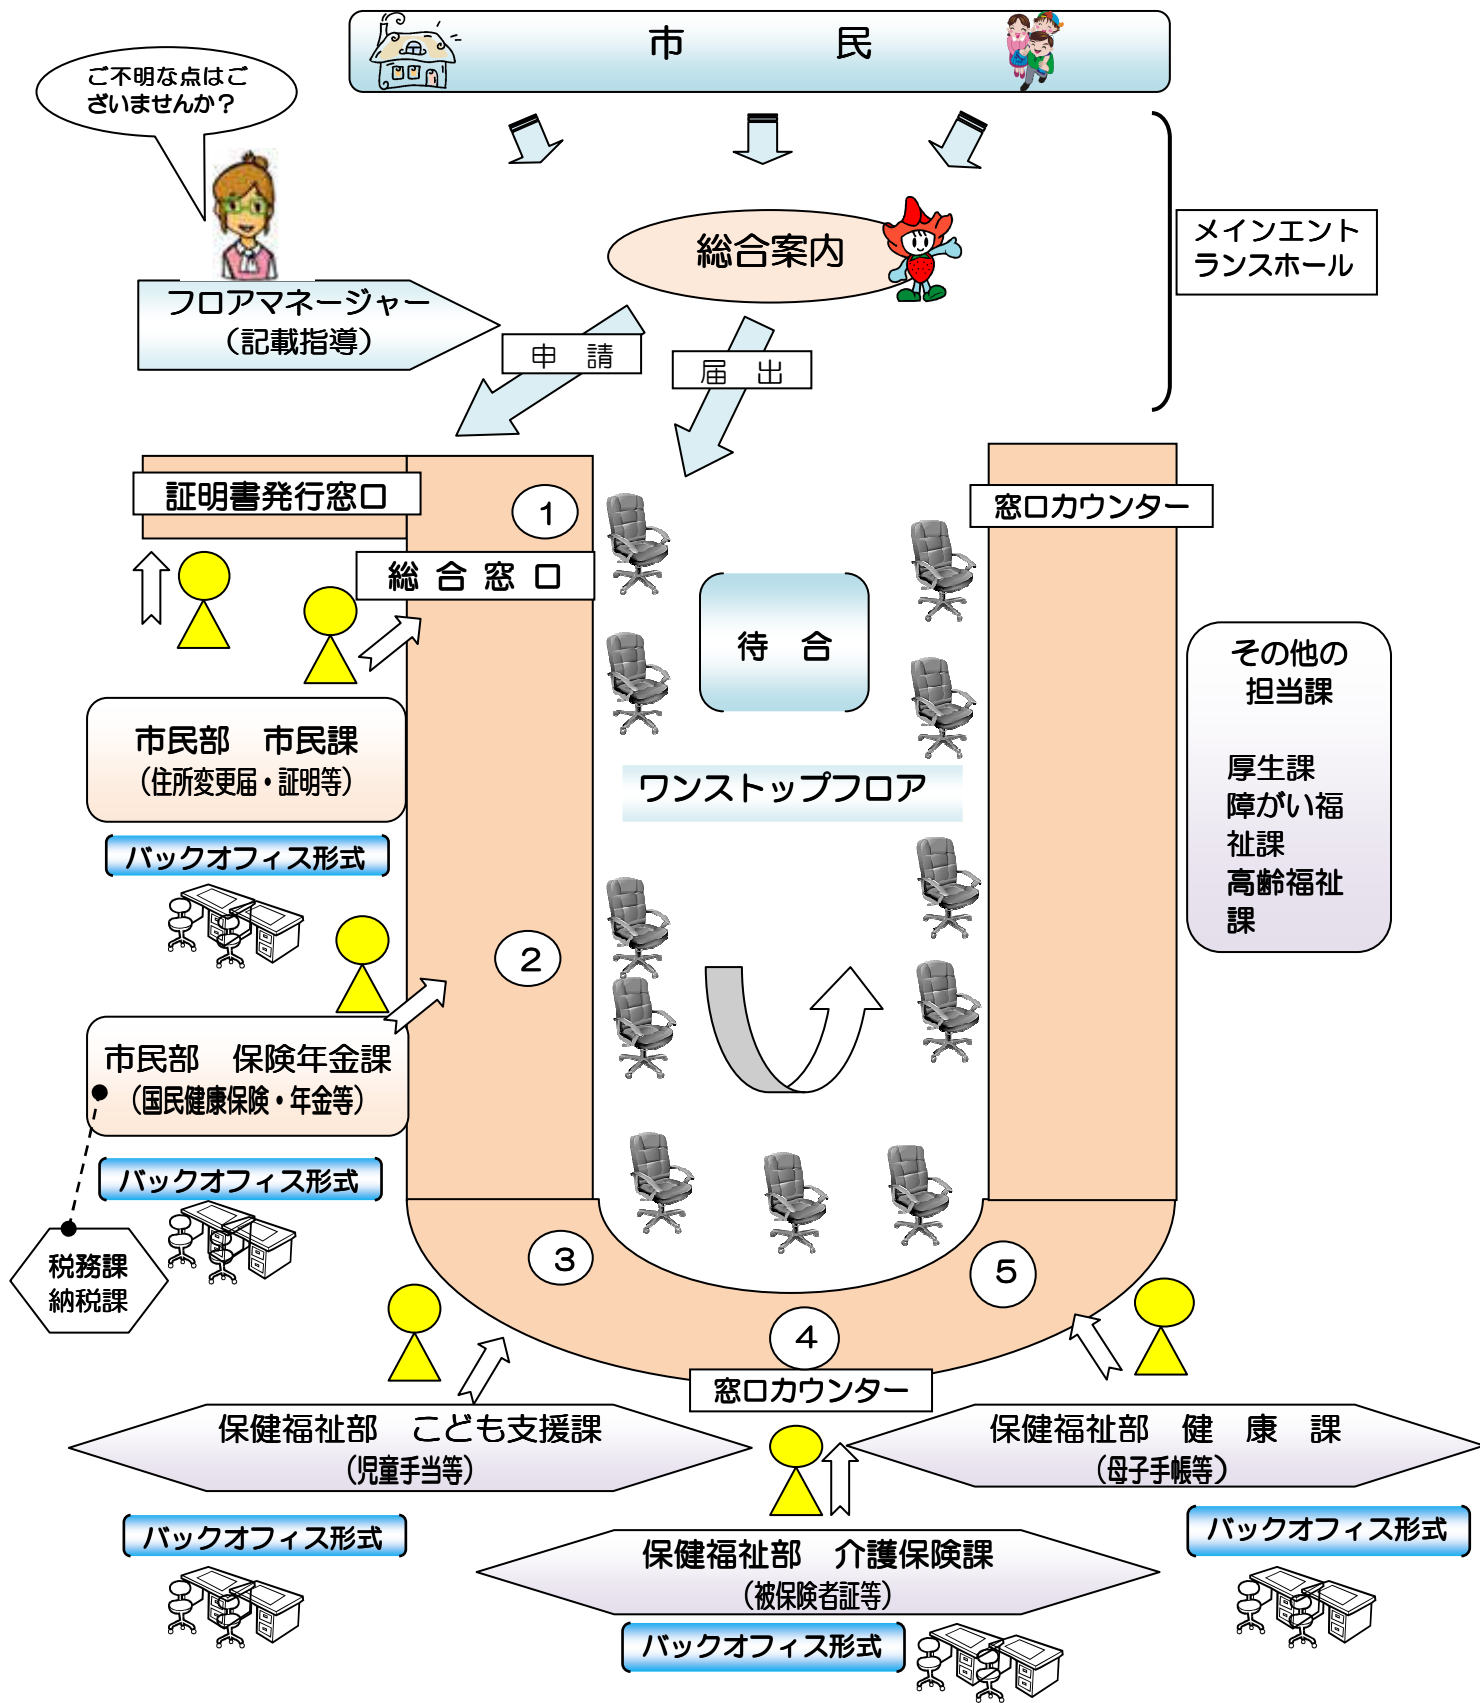 市　　民
ご不明な点はご
ざいませんか？
総合案内
メインエント
ランスホール
フロアマネージャー
（記載指導）
申　請
届　出
証明書発行窓口
１
窓口カウンター
総 合 窓 口
待　合
その他の
担当課
厚生課
障がい福
祉課
高齢福祉
課
市民部　市民課
（住所変更届・証明等）
ワンストップフロア
バックオフィス形式
２
市民部　保険年金課
（国民健康保険・年金等）
バックオフィス形式
税務課
納税課
３
５
４
窓口カウンター
保健福祉部　こども支援課
（児童手当等）
保健福祉部　健　康　課
（母子手帳等）
バックオフィス形式
バックオフィス形式
保健福祉部　介護保険課
（被保険者証等）
バックオフィス形式